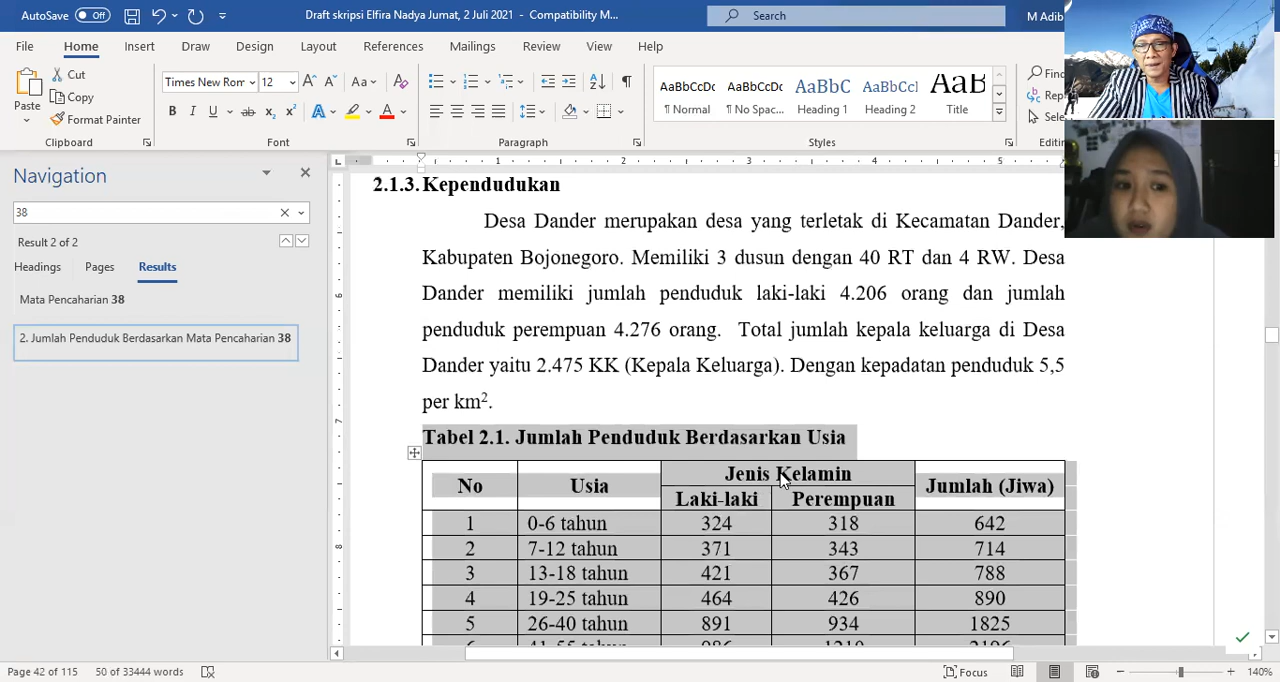 AutoSave Off Draft skripsi Elfira Nadya Jumat, 2 Juli 2021 - Compatibility M... Search M Adib
File Home Insert Draw Design Layout References Mailings Review View Help
Paste Cut Copy Format Painter
Times New Rom 12
AaBbCcDc AaBbCcDc AaBbC AaBbCcI AaB
¶ Normal ¶ No Spac... Heading 1 Heading 2 Title
Find
Clipboard Font Paragraph Styles Editin
Navigation
38
Result 2 of 2
Headings Pages Results
Mata Pencaharian 38
2. Jumlah Penduduk Berdasarkan Mata Pencaharian 38
2.1.3. Kependudukan
Desa Dander merupakan desa yang terletak di Kecamatan Dander,
Kabupaten Bojonegoro. Memiliki 3 dusun dengan 40 RT dan 4 RW. Desa
Dander memiliki jumlah penduduk laki-laki 4.206 orang dan jumlah
penduduk perempuan 4.276 orang. Total jumlah kepala keluarga di Desa
Dander yaitu 2.475 KK (Kepala Keluarga). Dengan kepadatan penduduk 5,5
per km².
Tabel 2.1. Jumlah Penduduk Berdasarkan Usia
No Usia Jenis Kelamin Jumlah (Jiwa)
Laki-laki Perempuan
1 0-6 tahun 324 318 642
2 7-12 tahun 371 343 714
3 13-18 tahun 421 367 788
4 19-25 tahun 464 426 890
5 26-40 tahun 891 934 1825
Page 42 of 115 50 of 33444 words Focus 140%